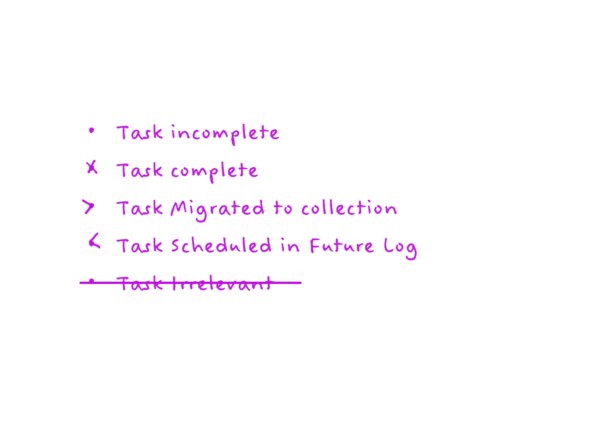 • Task incomplete
x Task complete
> Task Migrated to collection
< Task Scheduled in Future Log
• Task Irrelevant